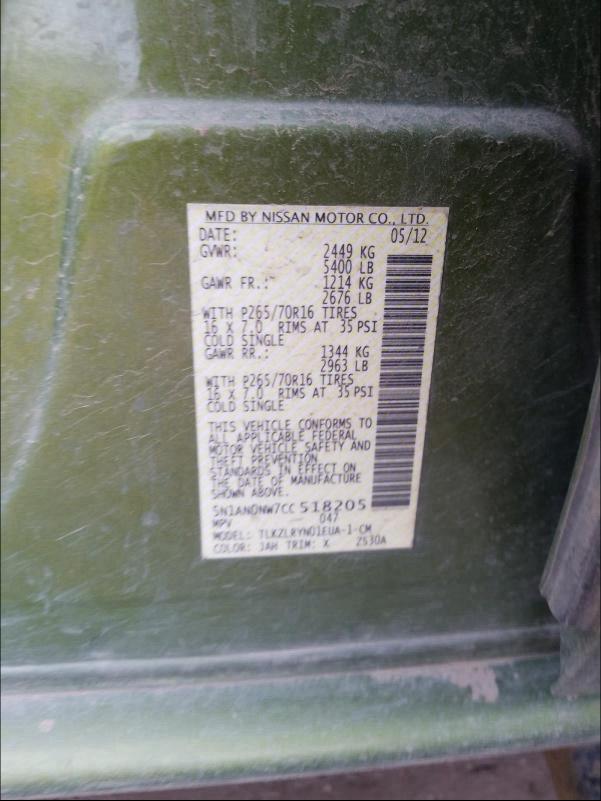 MFD BY NISSAN MOTOR CO., LTD.
DATE: 05/12
GVWR: 2449 KG
5400 LB
GAWR FR.: 1214 KG
2676 LB
WITH P265/70R16 TIRES
16 X 7.0 RIMS AT 35 PSI
COLD SINGLE
GAWR RR.: 1344 KG
2963 LB
WITH P265/70R16 TIRES
16 X 7.0 RIMS AT 35 PSI
COLD SINGLE
THIS VEHICLE CONFORMS TO
ALL APPLICABLE FEDERAL
MOTOR VEHICLE SAFETY AND
THEFT PREVENTION
STANDARDS IN EFFECT ON
THE DATE OF MANUFACTURE
SHOWN ABOVE
5N1AN0NW7CC518205
MPV 047
MODEL: TLKZLRYN01EUA-1-CM
COLOR: JAH TRIM: X ZS30A